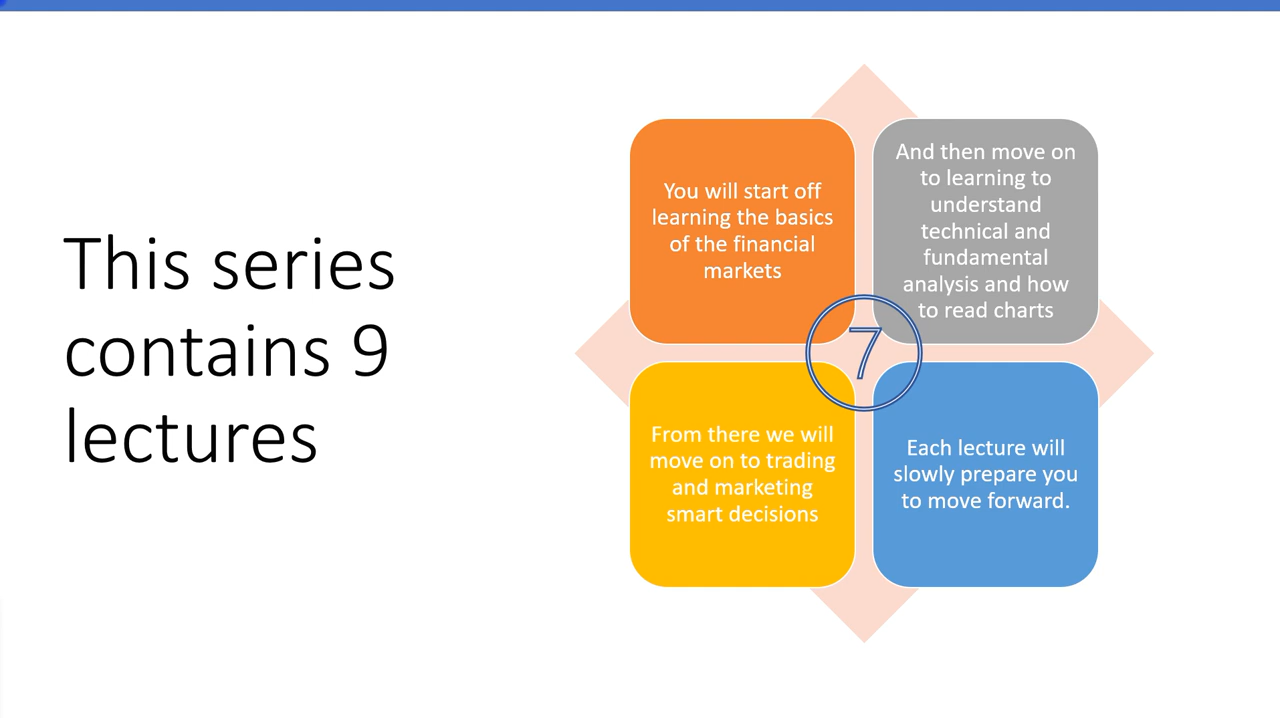 This series
contains 9
lectures
You will start off
learning the basics
of the financial
markets
And then move on
to learning to
understand
technical and
fundamental
analysis and how
to read charts
7
From there we will
move on to trading
and marketing
smart decisions
Each lecture will
slowly prepare you
to move forward.